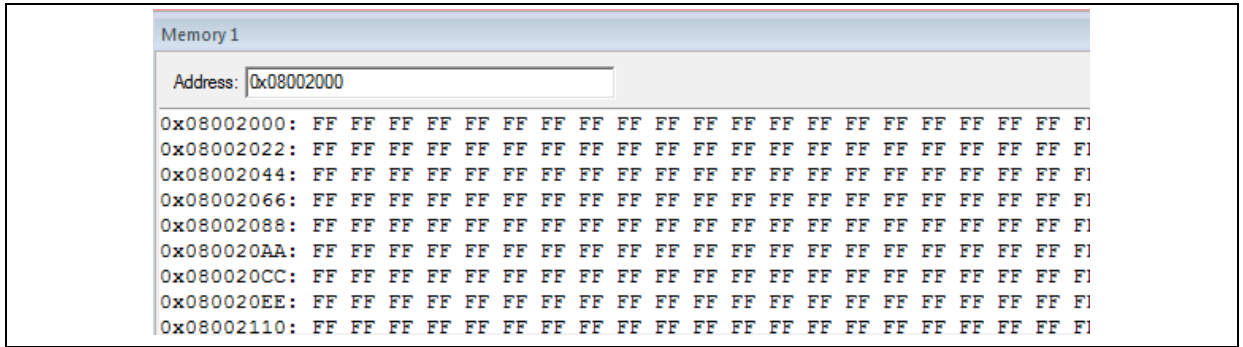 Memory 1
Address: 0x08002000
0x08002000: FF FF FF FF FF FF FF FF FF FF FF FF FF FF FF FF FF FF FF FF F
0x08002022: FF FF FF FF FF FF FF FF FF FF FF FF FF FF FF FF FF FF FF FF F
0x08002044: FF FF FF FF FF FF FF FF FF FF FF FF FF FF FF FF FF FF FF FF F
0x08002066: FF FF FF FF FF FF FF FF FF FF FF FF FF FF FF FF FF FF FF FF F
0x08002088: FF FF FF FF FF FF FF FF FF FF FF FF FF FF FF FF FF FF FF FF F
0x080020AA: FF FF FF FF FF FF FF FF FF FF FF FF FF FF FF FF FF FF FF FF F
0x080020CC: FF FF FF FF FF FF FF FF FF FF FF FF FF FF FF FF FF FF FF FF F
0x080020EE: FF FF FF FF FF FF FF FF FF FF FF FF FF FF FF FF FF FF FF FF F
0x08002110: FF FF FF FF FF FF FF FF FF FF FF FF FF FF FF FF FF FF FF FF F